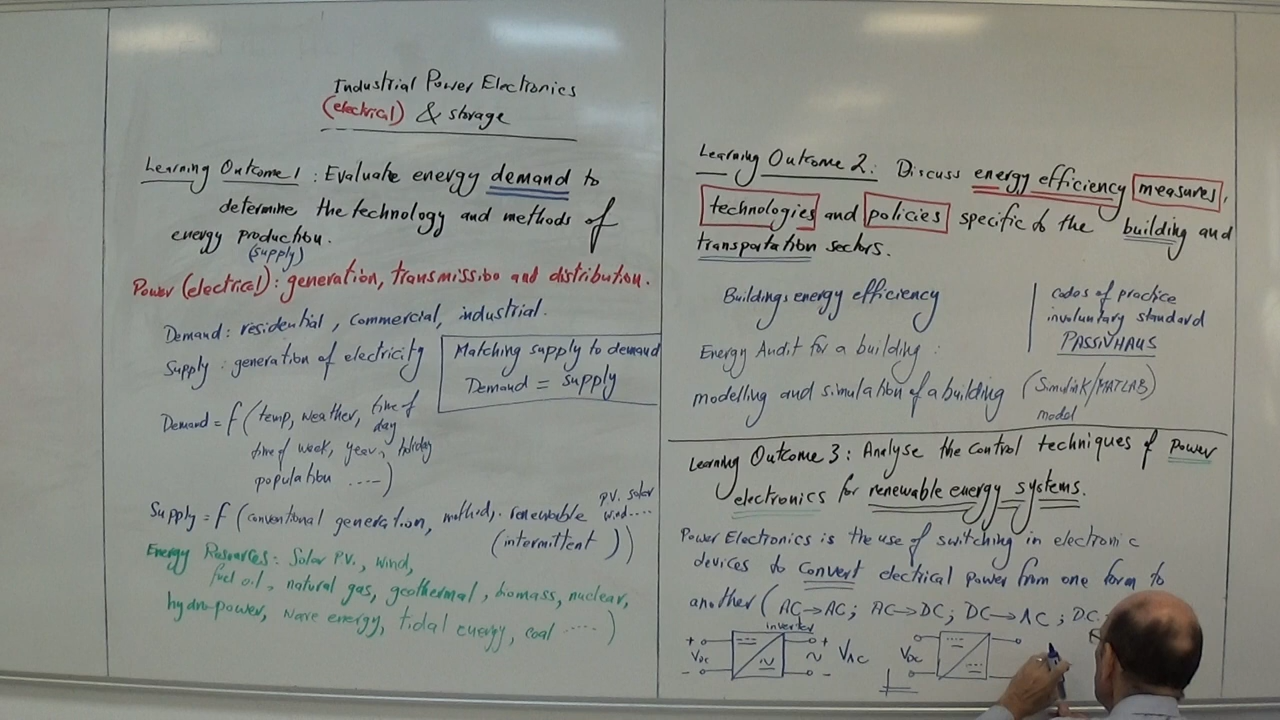 Industrial Power Electronics
(electrical) & storage
Learning Outcome 1 : Evaluate energy demand to
determine the technology and methods of
energy production.
(supply)
Power (electrical) : generation, transmission and distribution.
Demand : residential , commercial, industrial.
Supply : generation of electricity
Matching supply to demand
Demand = supply
Demand = f ( temp, weather, time of
day
time of week, year, holiday
population ....)
Supply = f ( conventional generation, method, renewable
P.V. solar
wind....
(intermittent ))
Energy Resources : Solar P.V., wind,
fuel oil, natural gas, geothermal, biomass, nuclear,
hydro-power, wave energy, tidal energy, coal ....)
Learning Outcome 2 : Discuss energy efficiency measures,
technologies and policies specific to the building and
transportation sectors.
Buildings energy efficiency
codes of practice
involuntary standard
PASSIVHAUS
Energy Audit for a building :
modelling and simulation of a building (Simulink/MATLAB)
model
Learning Outcome 3 : Analyse the control techniques of power
electronics for renewable energy systems.
Power Electronics is the use of switching in electronic
devices to convert electrical power from one form to
another ( AC → AC ; AC → DC ; DC → AC ; DC
inverter
+ VDC -
+ ~ - VAC
VDC